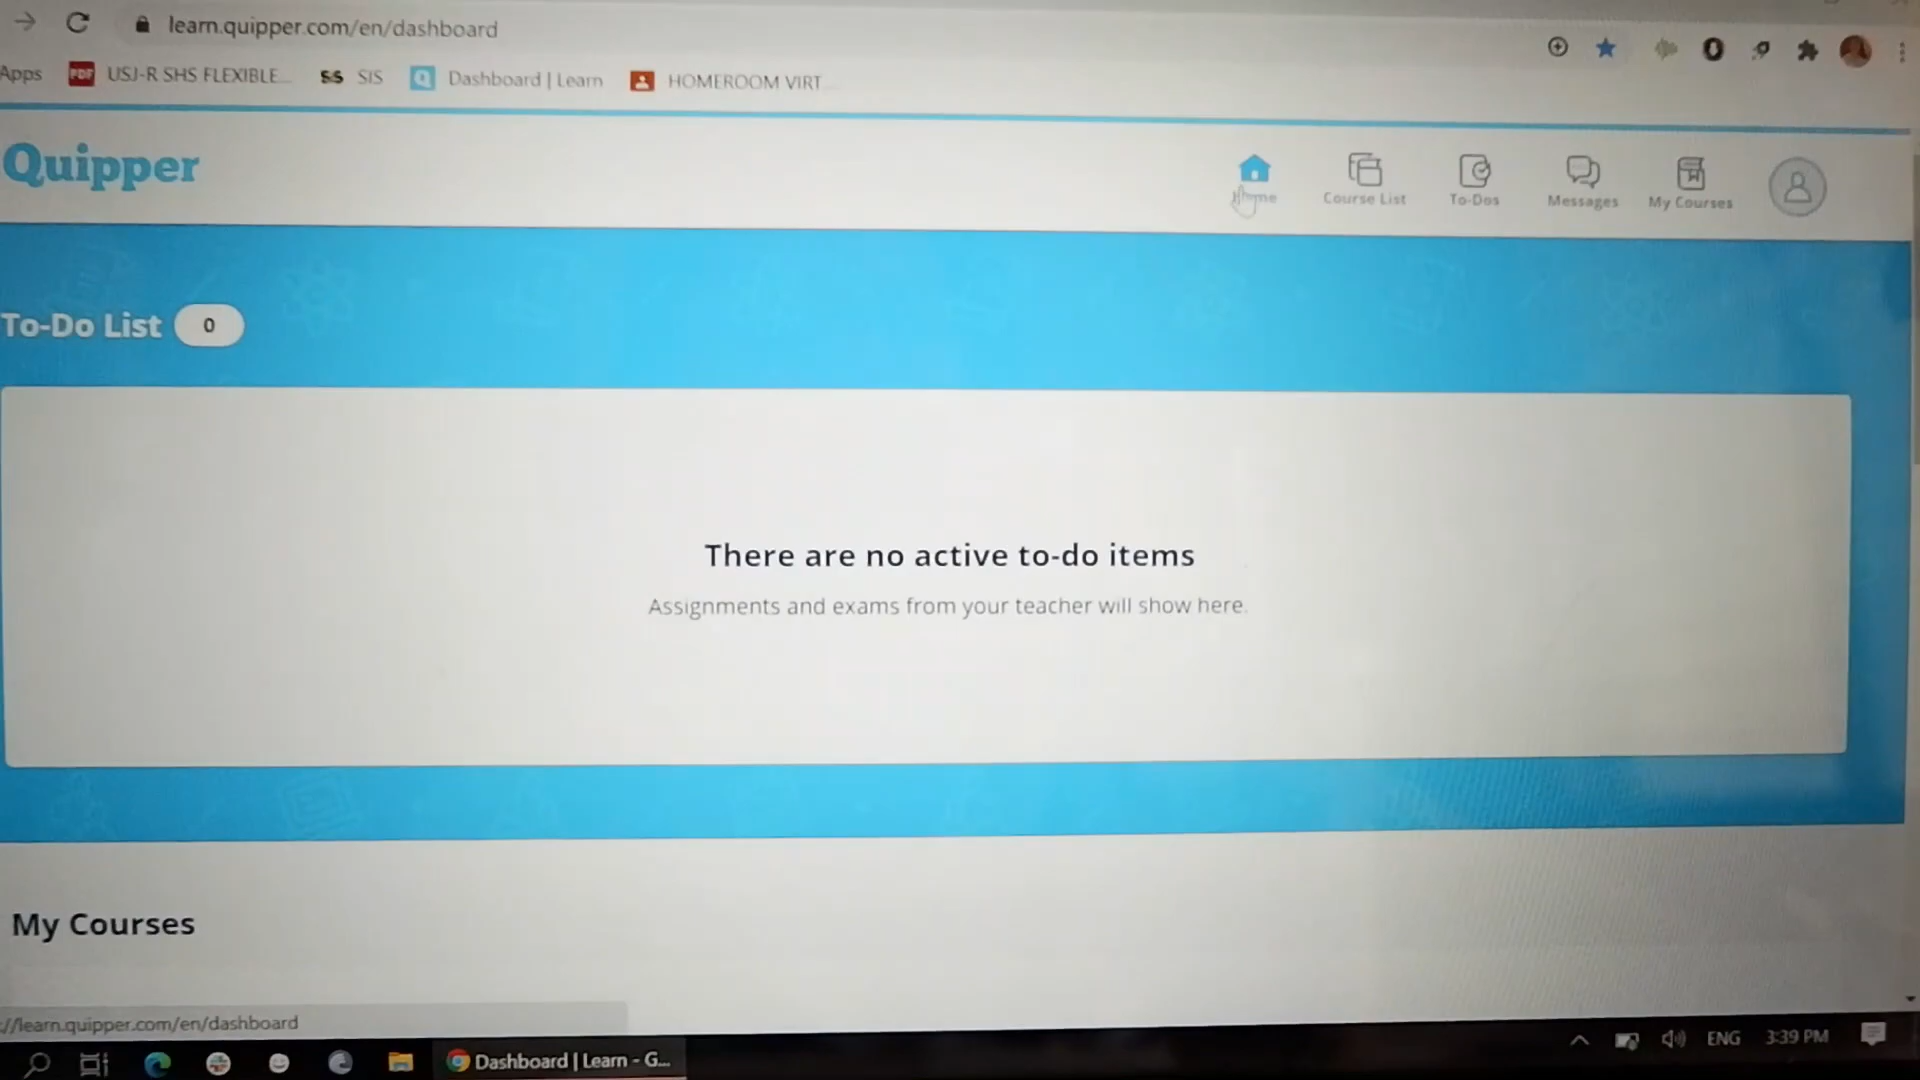 learn.quipper.com/en/dashboard
Apps
USJ-R SHS FLEXIBLE...
SIS
Dashboard | Learn
HOMEROOM VIRT...
Quipper
Home
Course List
To-Dos
Messages
My Courses
To-Do List 0
There are no active to-do items
Assignments and exams from your teacher will show here.
My Courses
://learn.quipper.com/en/dashboard
Dashboard | Learn - G...
ENG
3:39 PM